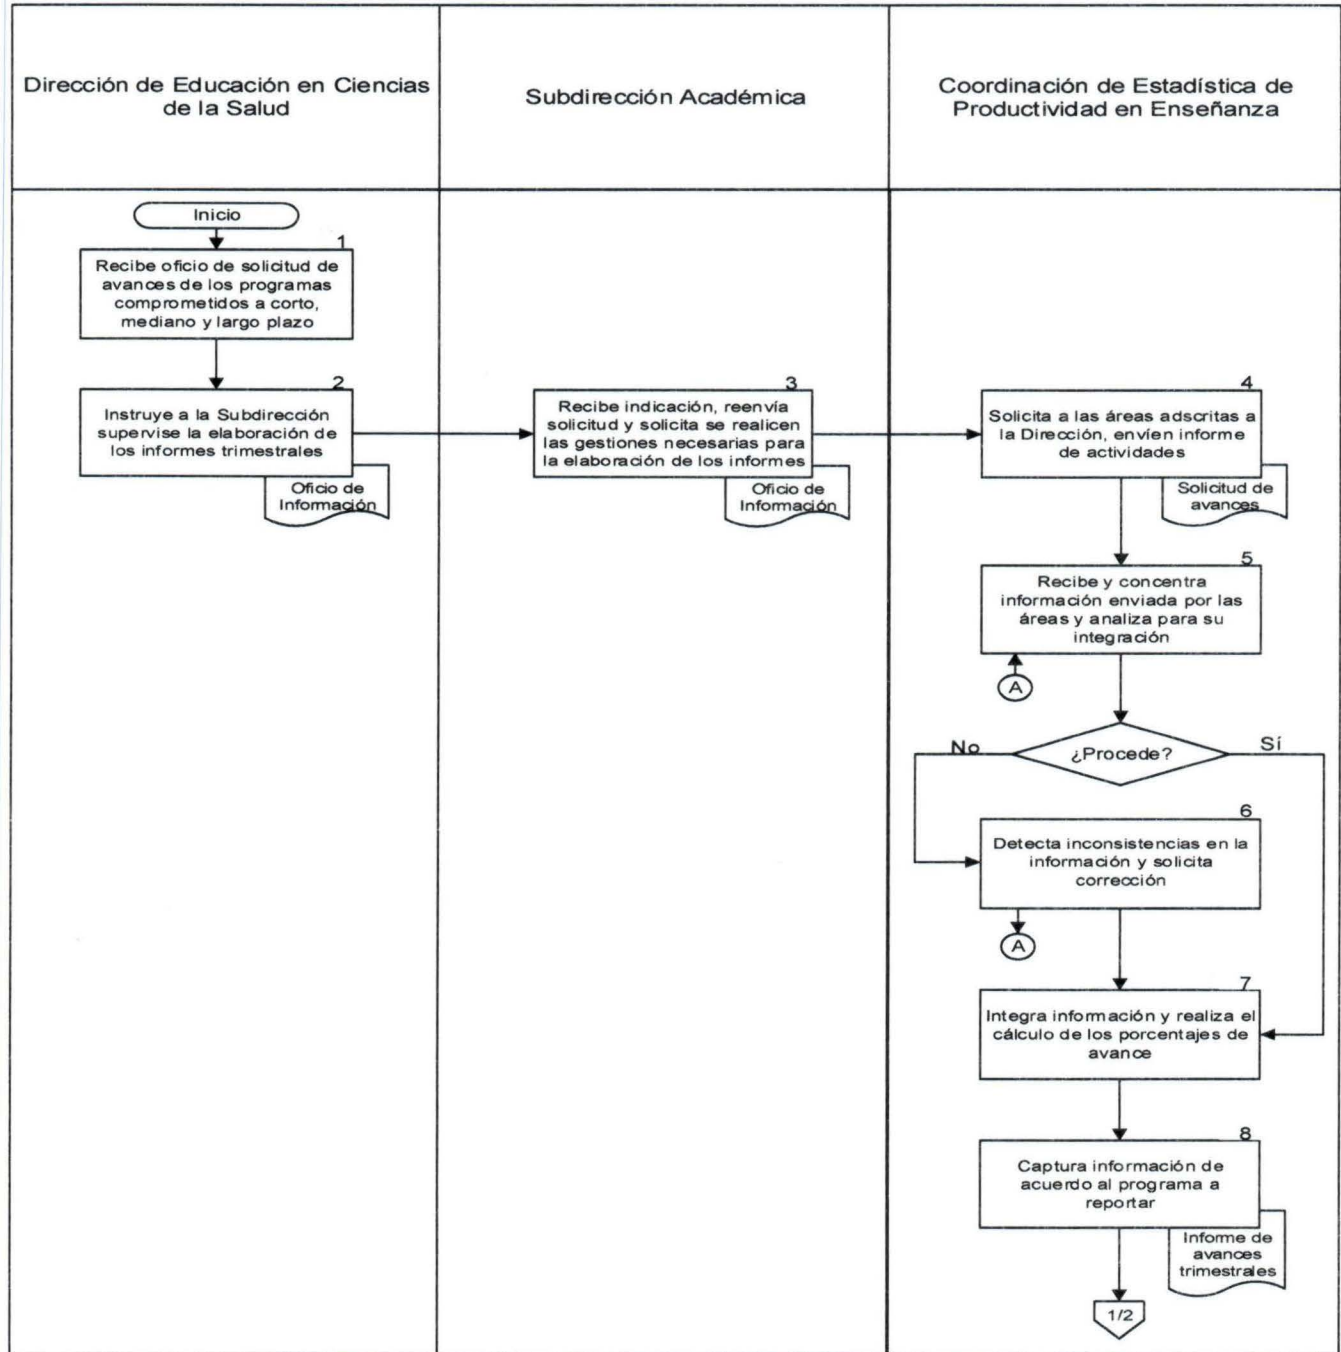 Dirección de Educación en Ciencias
de la Salud
Subdirección Académica
Coordinación de Estadística de
Productividad en Enseñanza
Inicio
1
Recibe oficio de solicitud de
avances de los programas
comprometidos a corto,
mediano y largo plazo
2
Instruye a la Subdirección
supervise la elaboración de
los informes trimestrales
Oficio de
Información
3
Recibe indicación, reenvía
solicitud y solicita se realicen
las gestiones necesarias para
la elaboración de los informes
Oficio de
Información
4
Solicita a las áreas adscritas a
la Dirección, envíen informe
de actividades
Solicitud de
avances
5
Recibe y concentra
información enviada por las
áreas y analiza para su
integración
A
No
¿Procede?
Sí
6
Detecta inconsistencias en la
información y solicita
corrección
A
7
Integra información y realiza el
cálculo de los porcentajes de
avance
8
Captura información de
acuerdo al programa a
reportar
Informe de
avances
trimestrales
1/2